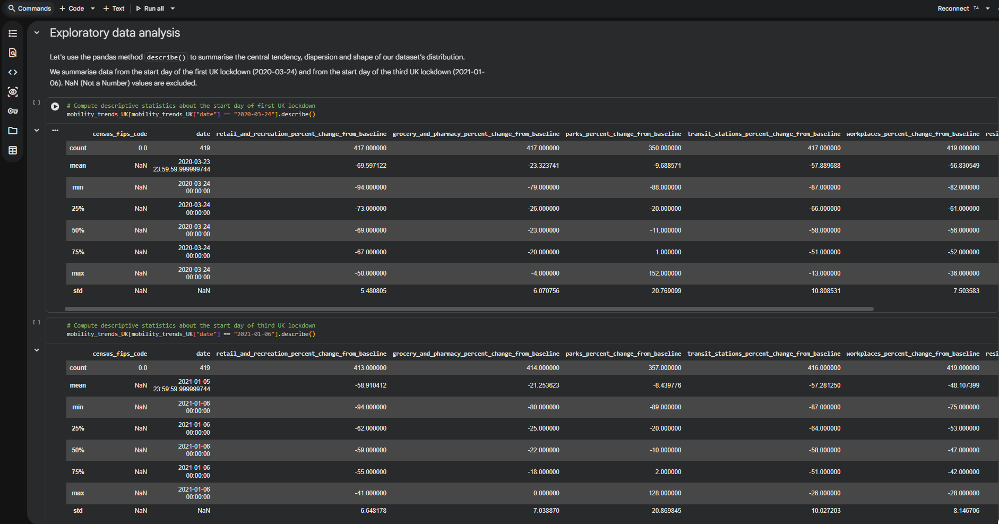 Commands + Code + Text Run all Reconnect T4
Exploratory data analysis
Let's use the pandas method describe() to summarise the central tendency, dispersion and shape of our dataset’s distribution.
We summarise data from the start day of the first UK lockdown (2020-03-24) and from the start day of the third UK lockdown (2021-01-
06). NaN (Not a Number) values are excluded.
[ ]
# Compute descriptive statistics about the start day of first UK lockdown
mobility_trends_UK[mobility_trends_UK["date"] == "2020-03-24"].describe()
census_fips_code date retail_and_recreation_percent_change_from_baseline grocery_and_pharmacy_percent_change_from_baseline parks_percent_change_from_baseline transit_stations_percent_change_from_baseline workplaces_percent_change_from_baseline resi
count 0.0 419 417.000000 417.000000 350.000000 417.000000 419.000000
mean NaN 2020-03-23 23:59:59.999999744 -69.597122 -23.323741 -9.688571 -57.889688 -56.830549
min NaN 2020-03-24 00:00:00 -94.000000 -79.000000 -88.000000 -87.000000 -82.000000
25% NaN 2020-03-24 00:00:00 -73.000000 -26.000000 -20.000000 -66.000000 -61.000000
50% NaN 2020-03-24 00:00:00 -69.000000 -23.000000 -11.000000 -58.000000 -56.000000
75% NaN 2020-03-24 00:00:00 -67.000000 -20.000000 1.000000 -51.000000 -52.000000
max NaN 2020-03-24 00:00:00 -50.000000 -4.000000 152.000000 -13.000000 -36.000000
std NaN NaN 5.480805 6.070756 20.769099 10.808531 7.503583
[ ]
# Compute descriptive statistics about the start day of third UK lockdown
mobility_trends_UK[mobility_trends_UK["date"] == "2021-01-06"].describe()
census_fips_code date retail_and_recreation_percent_change_from_baseline grocery_and_pharmacy_percent_change_from_baseline parks_percent_change_from_baseline transit_stations_percent_change_from_baseline workplaces_percent_change_from_baseline resi
count 0.0 419 413.000000 414.000000 357.000000 416.000000 419.000000
mean NaN 2021-01-05 23:59:59.999999744 -58.910412 -21.253623 -8.439776 -57.281250 -48.107399
min NaN 2021-01-06 00:00:00 -94.000000 -80.000000 -89.000000 -87.000000 -75.000000
25% NaN 2021-01-06 00:00:00 -62.000000 -25.000000 -20.000000 -64.000000 -53.000000
50% NaN 2021-01-06 00:00:00 -59.000000 -22.000000 -10.000000 -58.000000 -47.000000
75% NaN 2021-01-06 00:00:00 -55.000000 -18.000000 2.000000 -51.000000 -42.000000
max NaN 2021-01-06 00:00:00 -41.000000 0.000000 128.000000 -26.000000 -28.000000
std NaN NaN 6.648178 7.038870 20.869845 10.027203 8.146706